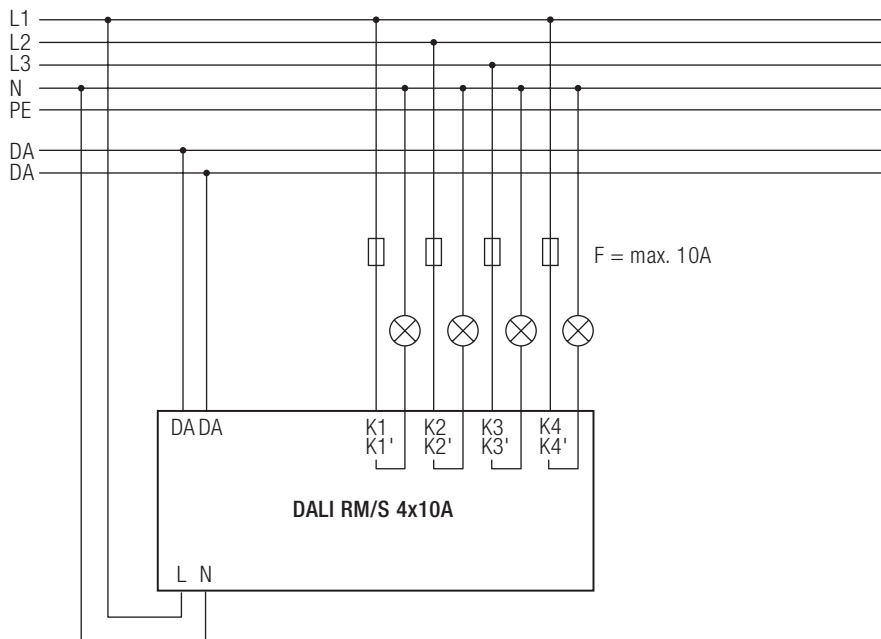 L1
L2
L3
N
PE
DA
DA
F = max. 10A
DA DA K1 K2 K3 K4
K1' K2' K3' K4'
DALI RM/S 4x10A
L N